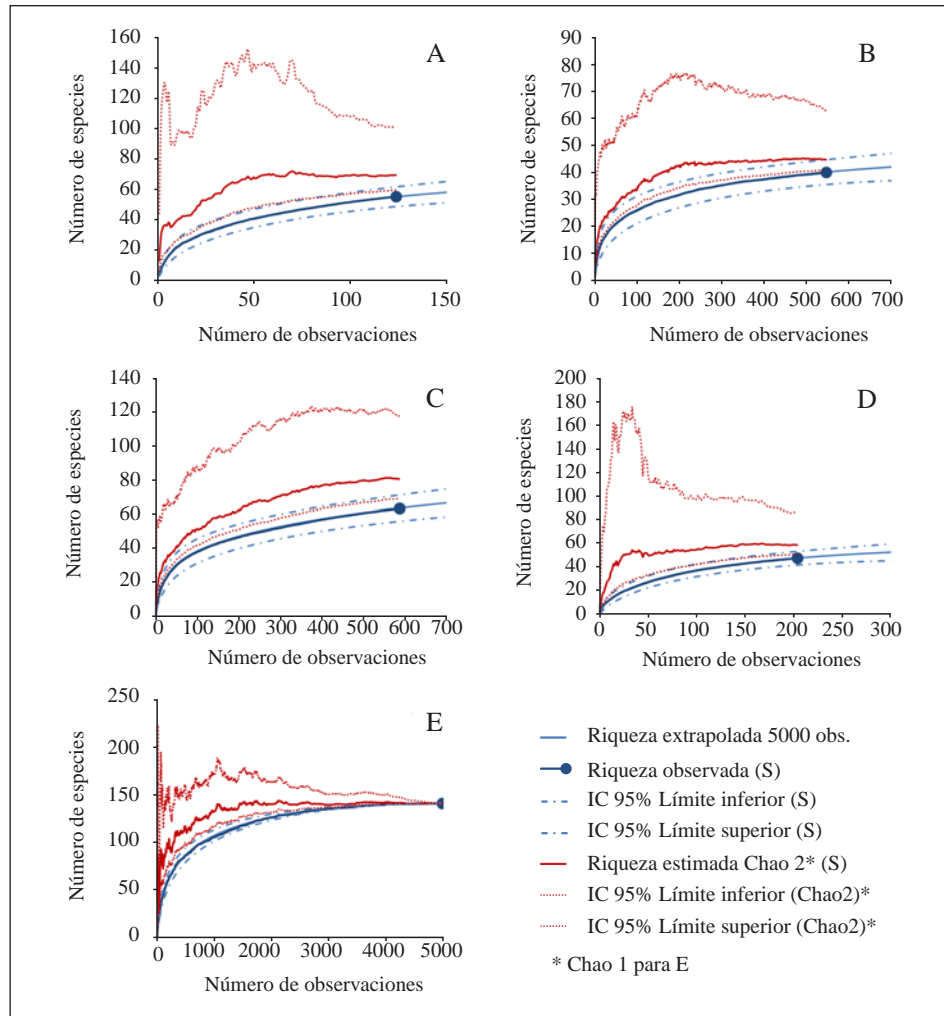 A
Número de especies
160
140
120
100
80
60
40
20
0
0 50 100 150
Número de observaciones
B
Número de especies
90
80
70
60
50
40
30
20
10
0
0 100 200 300 400 500 600 700
Número de observaciones
C
Número de especies
140
120
100
80
60
40
20
0
0 100 200 300 400 500 600 700
Número de observaciones
D
Número de especies
200
180
160
140
120
100
80
60
40
20
0
0 50 100 150 200 250 300
Número de observaciones
E
Número de especies
250
200
150
100
50
0
0 1000 2000 3000 4000 5000
Número de observaciones
Riqueza extrapolada 5000 obs.
Riqueza observada (S)
IC 95% Límite inferior (S)
IC 95% Límite superior (S)
Riqueza estimada Chao 2* (S)
IC 95% Límite inferior (Chao2)*
IC 95% Límite superior (Chao2)*
* Chao 1 para E